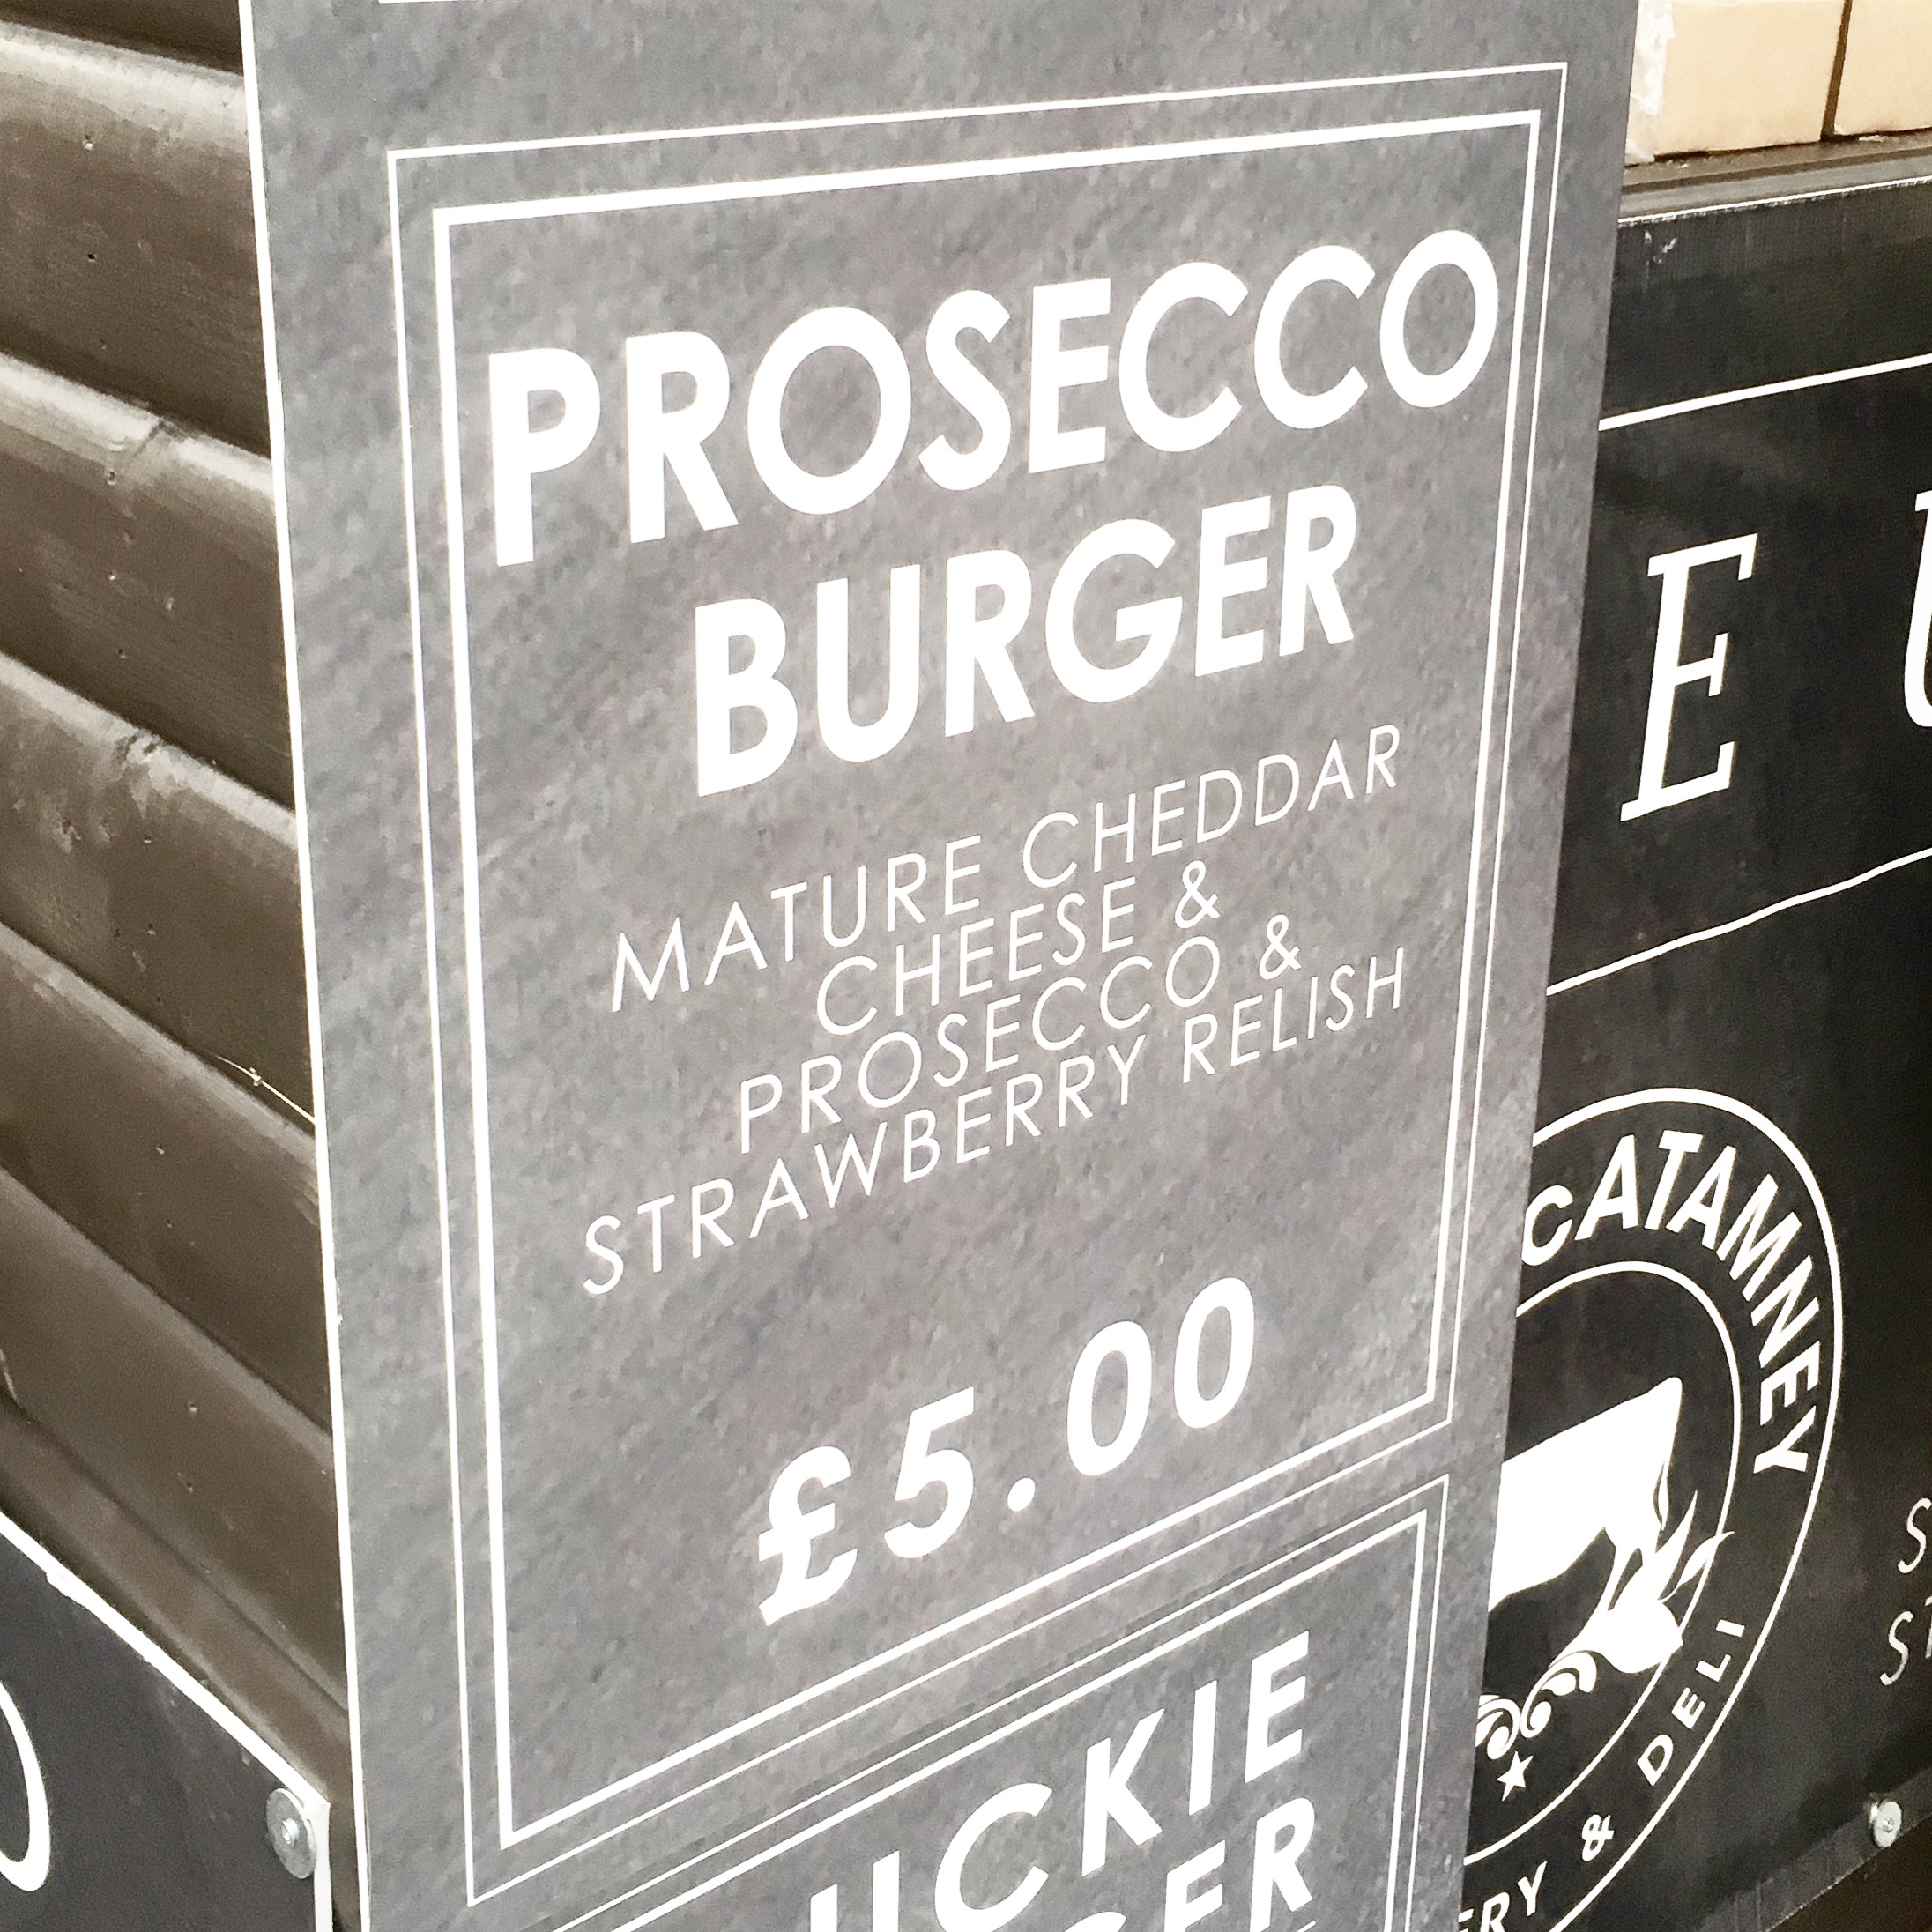 PROSECCO
BURGER
MATURE CHEDDAR
CHEESE &
PROSECCO &
STRAWBERRY RELISH
£5.00
E
CATAMNEY
& DELI